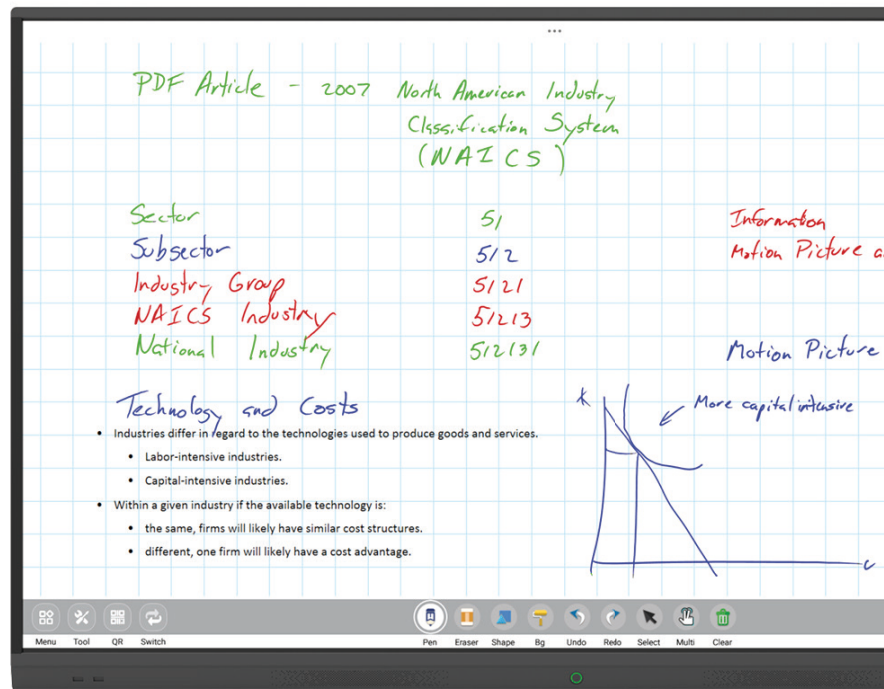 PDF Article - 2007 North American Industry
Classification System
(NAICS)
Sector 51 Information
Subsector 512 Motion Picture a
Industry Group 5121
NAICS Industry 51213
National Industry 512131 Motion Picture
Technology and Costs
K
More capital intensive
• Industries differ in regard to the technologies used to produce goods and services.
• Labor-intensive industries.
• Capital-intensive industries.
• Within a given industry if the available technology is:
• the same, firms will likely have similar cost structures.
• different, one firm will likely have a cost advantage.
Menu Tool QR Switch Pen Eraser Shape Bg Undo Redo Select Multi Clear